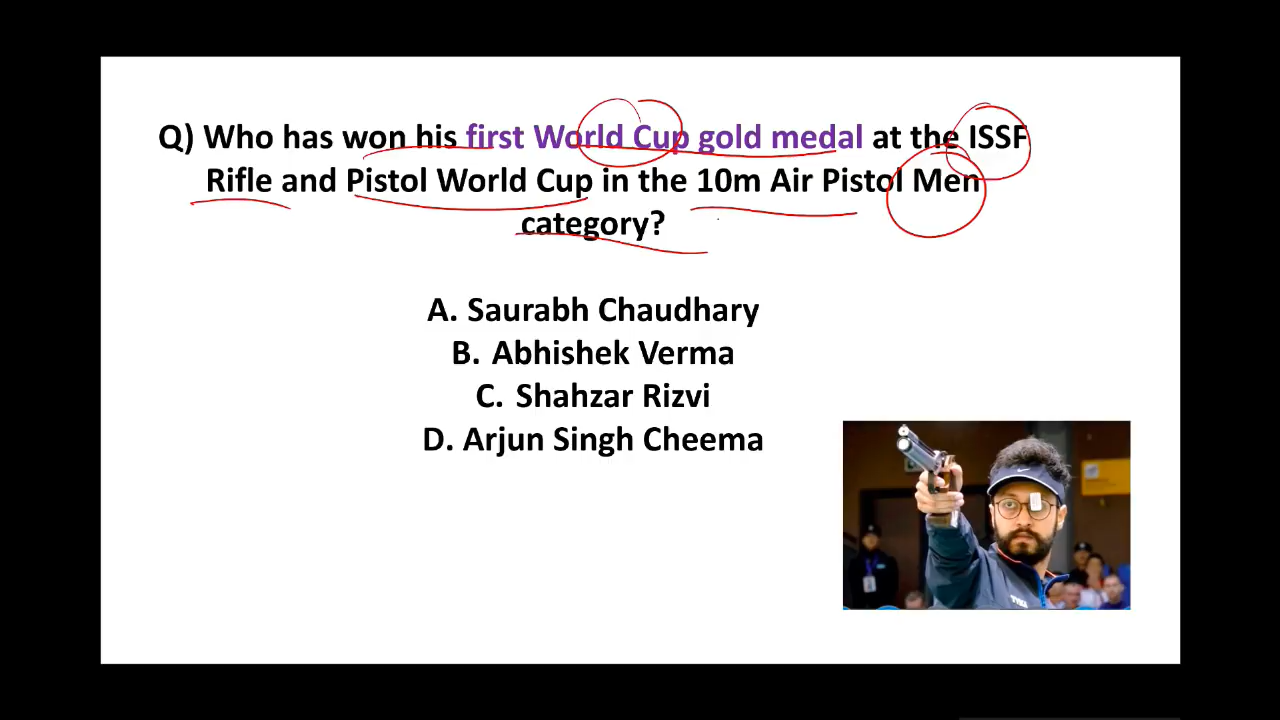 Q) Who has won his first World Cup gold medal at the ISSF
Rifle and Pistol World Cup in the 10m Air Pistol Men
category?
A. Saurabh Chaudhary
B. Abhishek Verma
C. Shahzar Rizvi
D. Arjun Singh Cheema